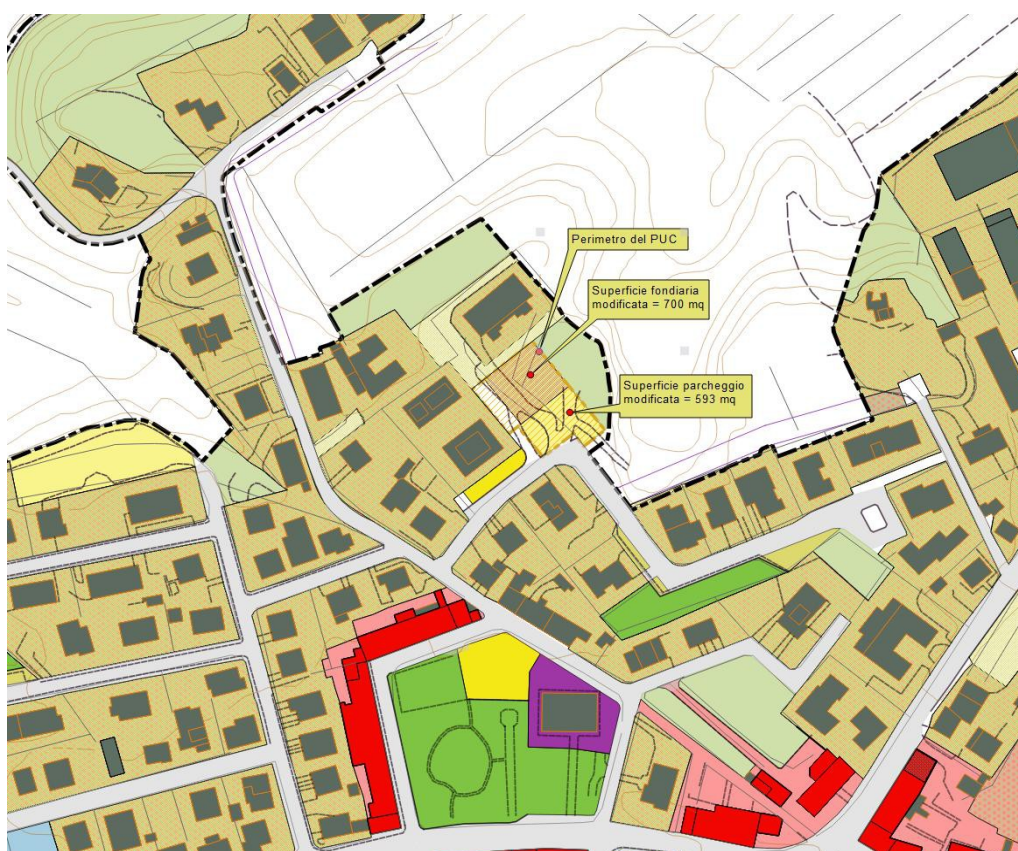 Perimetro del PUC
Superficie fondiaria
modificata = 700 mq
Superficie parcheggio
modificata = 593 mq